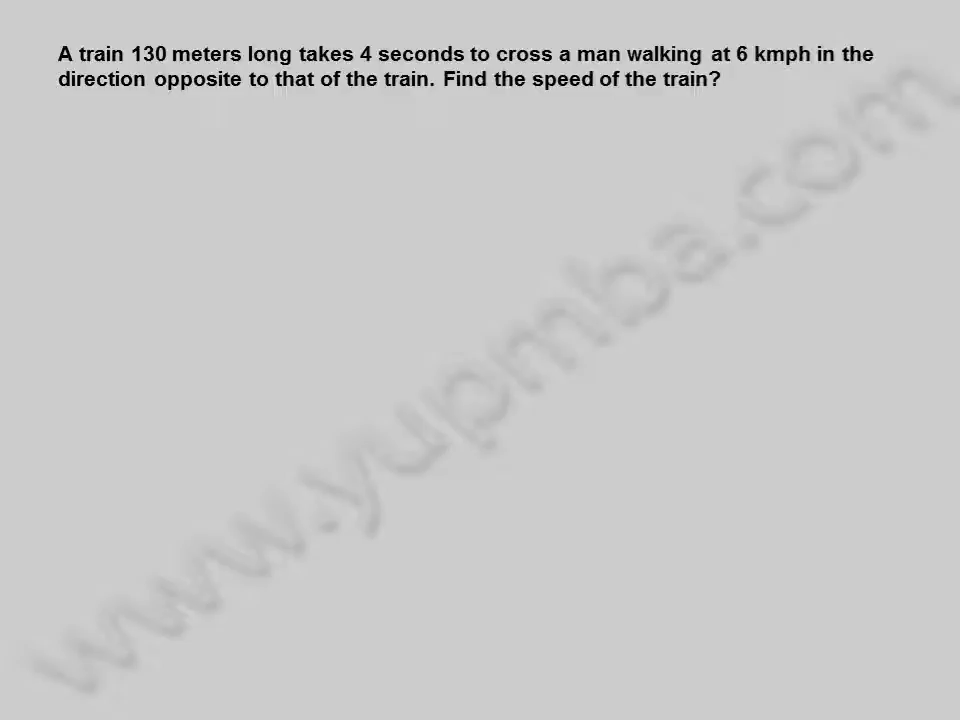 A train 130 meters long takes 4 seconds to cross a man walking at 6 kmph in the
direction opposite to that of the train. Find the speed of the train?
www.yupmba.com